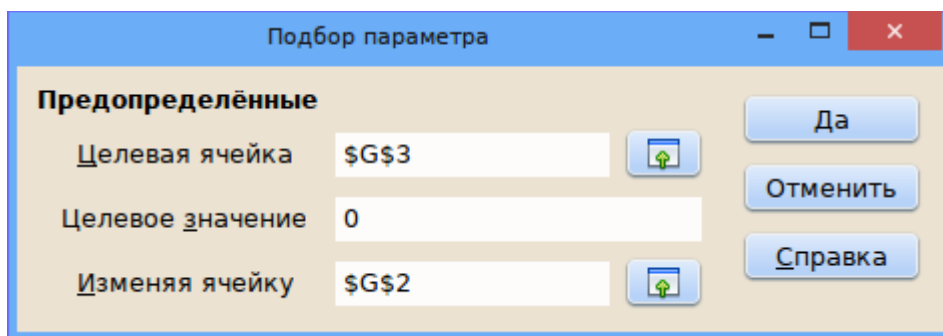 Подбор параметра
Предопределённые
Да
Целевая ячейка $G$3
Отменить
Целевое значение 0
Справка
Изменяя ячейку $G$2